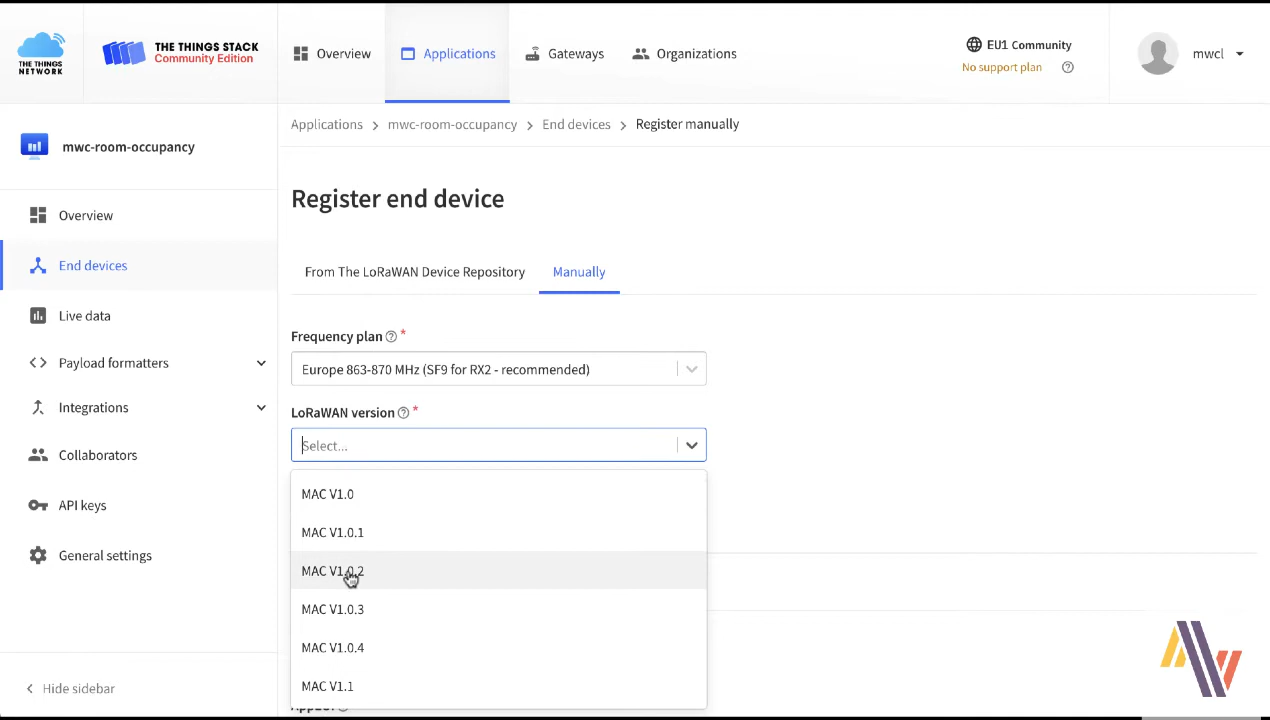 THE THINGS
NETWORK
THE THINGS STACK
Community Edition
Overview
Applications
Gateways
Organizations
EU1 Community
No support plan
mwcl
mwc-room-occupancy
Overview
End devices
Live data
Payload formatters
Integrations
Collaborators
API keys
General settings
Hide sidebar
Applications > mwc-room-occupancy > End devices > Register manually
Register end device
From The LoRaWAN Device Repository
Manually
Frequency plan *
Europe 863-870 MHz (SF9 for RX2 - recommended)
LoRaWAN version *
Select...
MAC V1.0
MAC V1.0.1
MAC V1.0.2
MAC V1.0.3
MAC V1.0.4
MAC V1.1